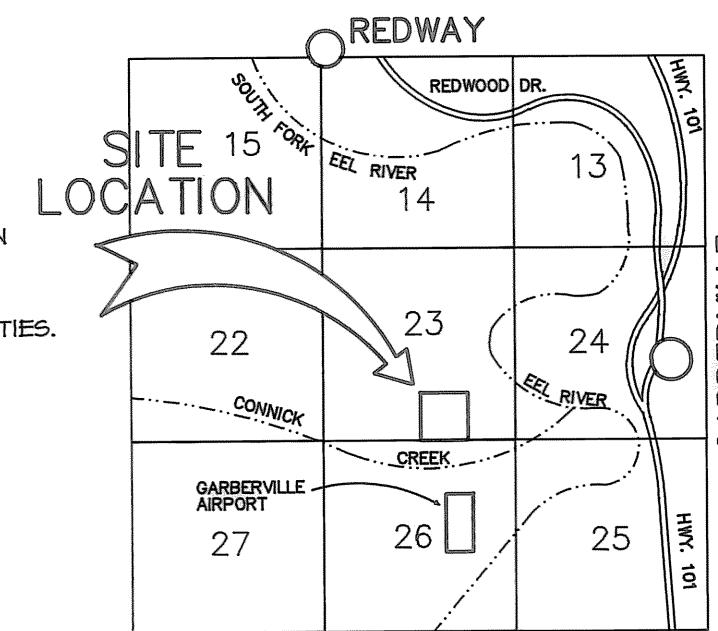 REDWAY
REDWOOD DR.
HWY. 101
SOUTH FORK
EEL RIVER
SITE
LOCATION
15
14
13
N
TIES.
22
23
24
CONNICK
CREEK
EEL RIVER
GARBERVILLE
AIRPORT
27
26
25
HWY. 101